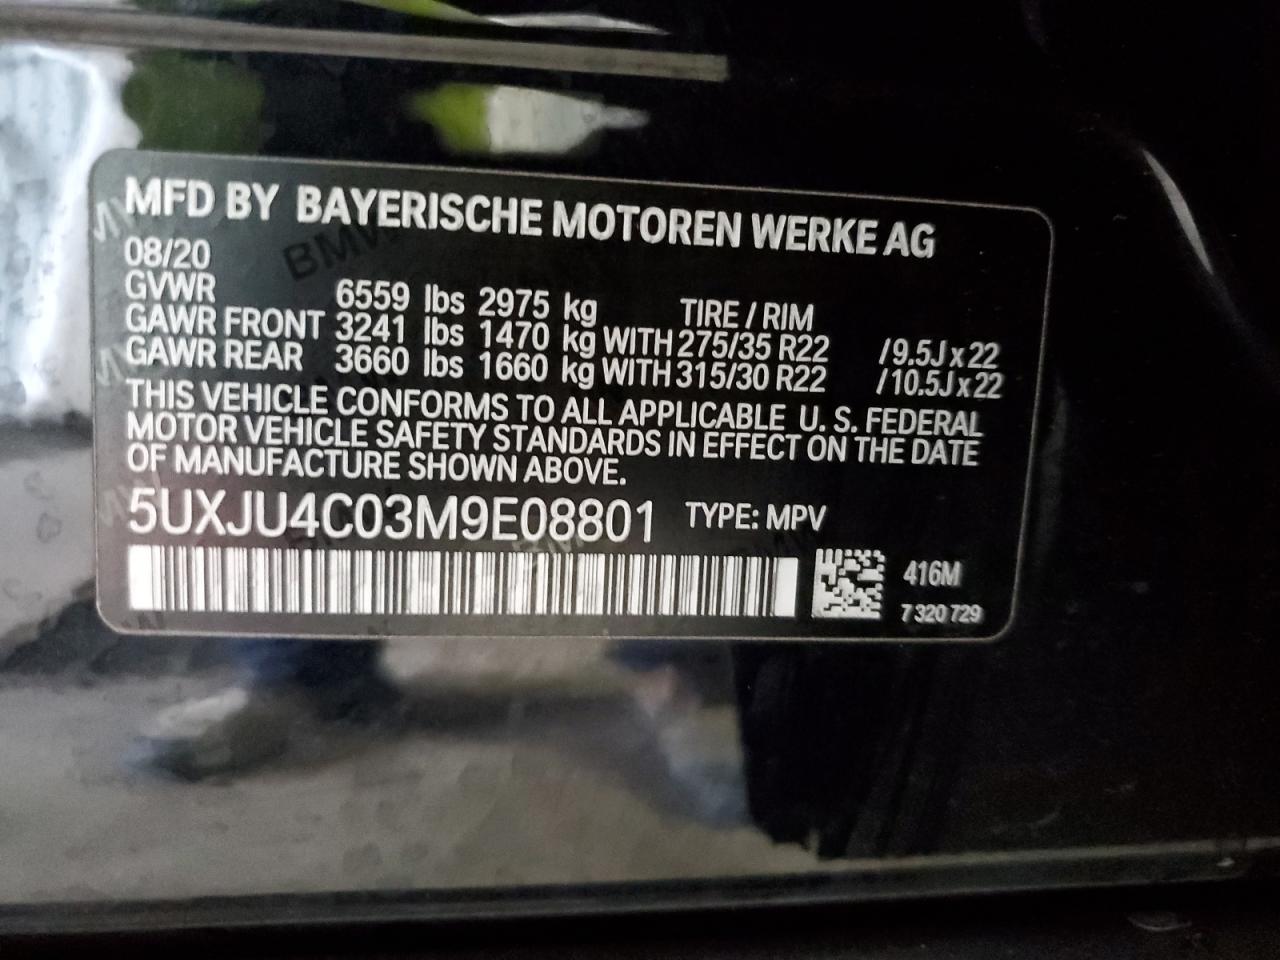 MFD BY BAYERISCHE MOTOREN WERKE AG
08/20
GVWR 6559 lbs 2975 kg TIRE / RIM
GAWR FRONT 3241 lbs 1470 kg WITH 275/35 R22 /9.5J x 22
GAWR REAR 3660 lbs 1660 kg WITH 315/30 R22 /10.5J x 22
THIS VEHICLE CONFORMS TO ALL APPLICABLE U. S. FEDERAL
MOTOR VEHICLE SAFETY STANDARDS IN EFFECT ON THE DATE
OF MANUFACTURE SHOWN ABOVE.
5UXJU4C03M9E08801 TYPE: MPV
416M
7 320 729